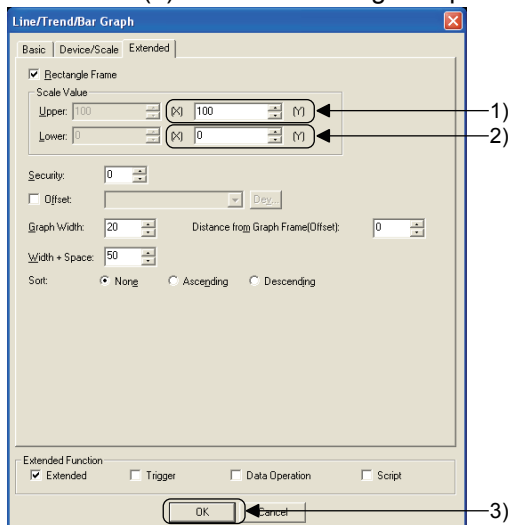 Line/Trend/Bar Graph
Basic Device/Scale Extended
Rectangle Frame
Scale Value
Upper: 100 (X) 100 (Y) 1)
Lower: 0 (X) 0 (Y) 2)
Security: 0
Offset: Dev...
Graph Width: 20 Distance from Graph Frame(Offset): 0
Width + Space: 50
Sort: None Ascending Descending
Extended Function
Extended Trigger Data Operation Script
OK Cancel 3)